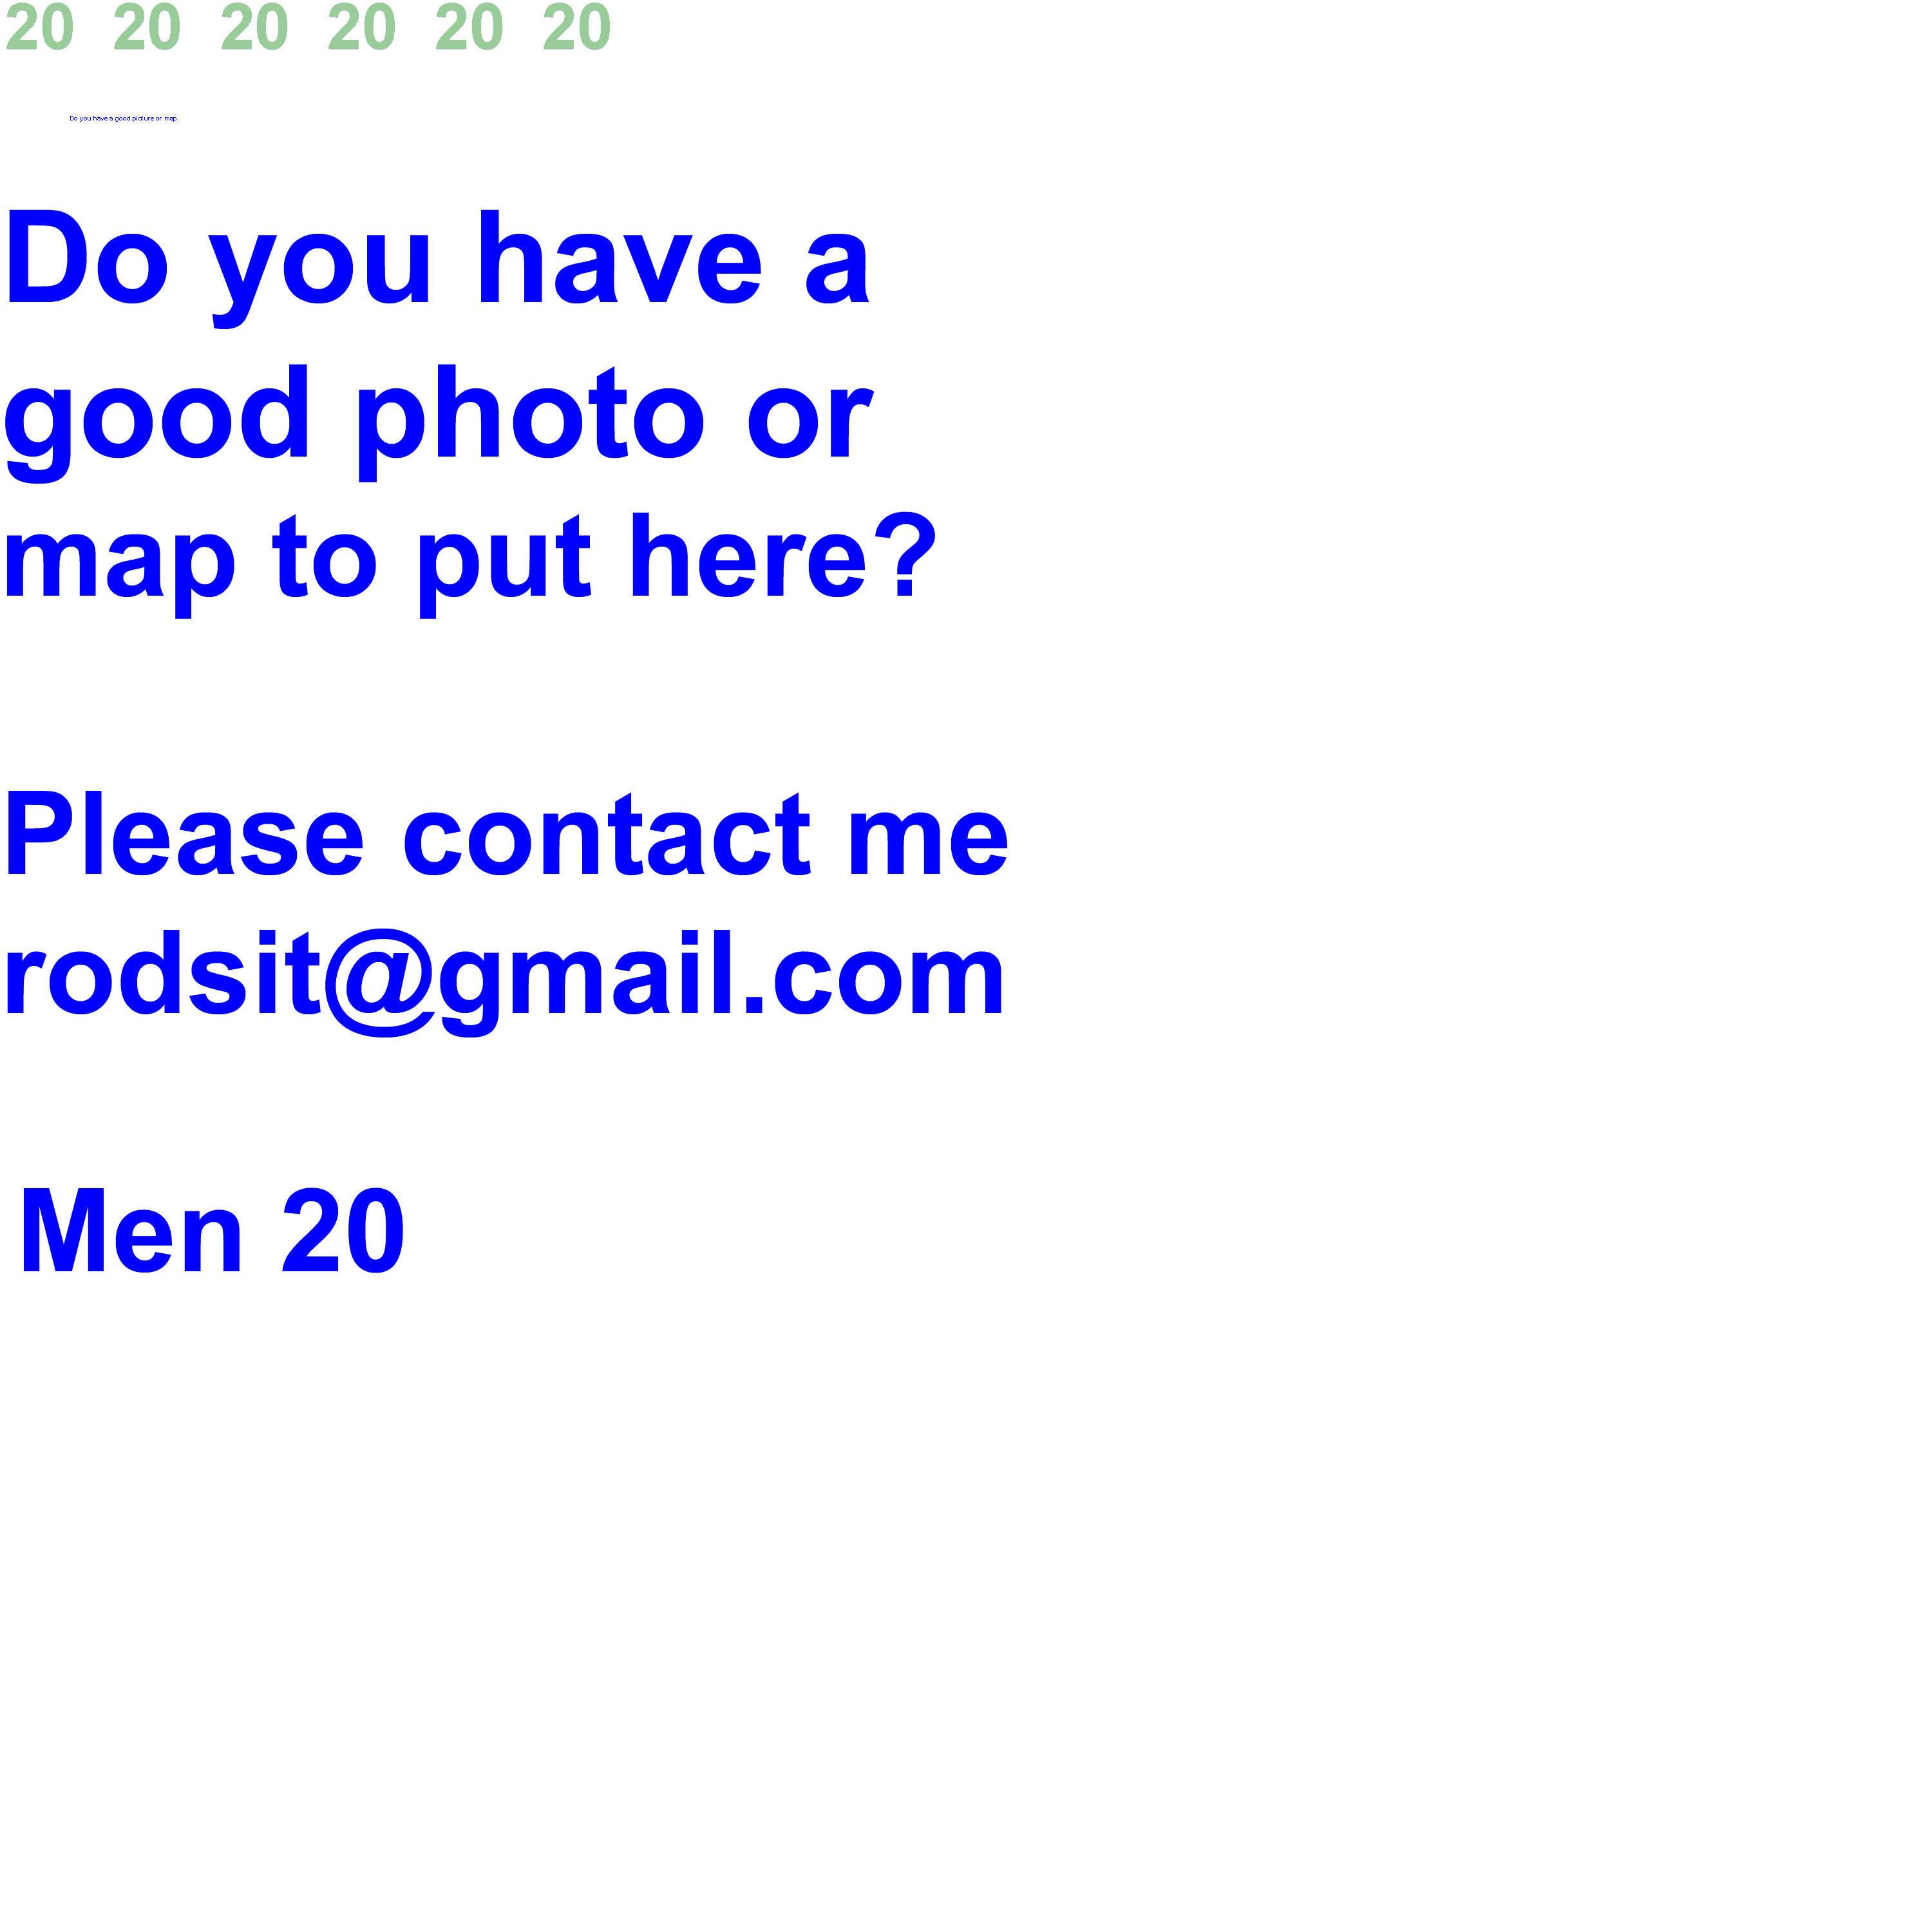 20 20 20 20 20 20
Do you have a good picture or map
Do you have a
good photo or
map to put here?
Please contact me
rodsit@gmail.com
Men 20